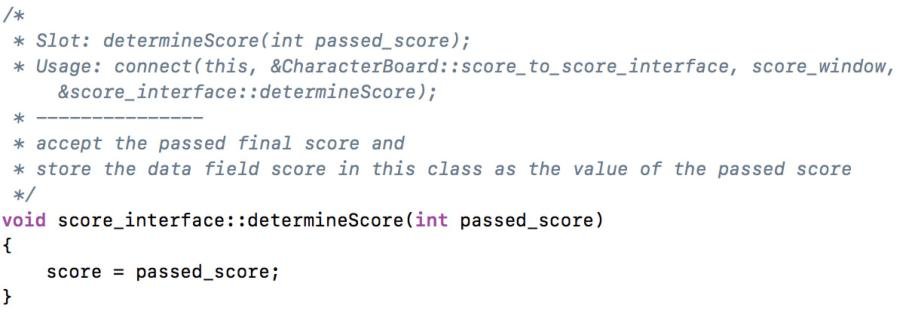 /*
 * Slot: determineScore(int passed_score);
 * Usage: connect(this, &CharacterBoard::score_to_score_interface, score_window,
     &score_interface::determineScore);
 * ———————————————
 * accept the passed final score and
 * store the data field score in this class as the value of the passed score
 */
void score_interface::determineScore(int passed_score)
{
    score = passed_score;
}